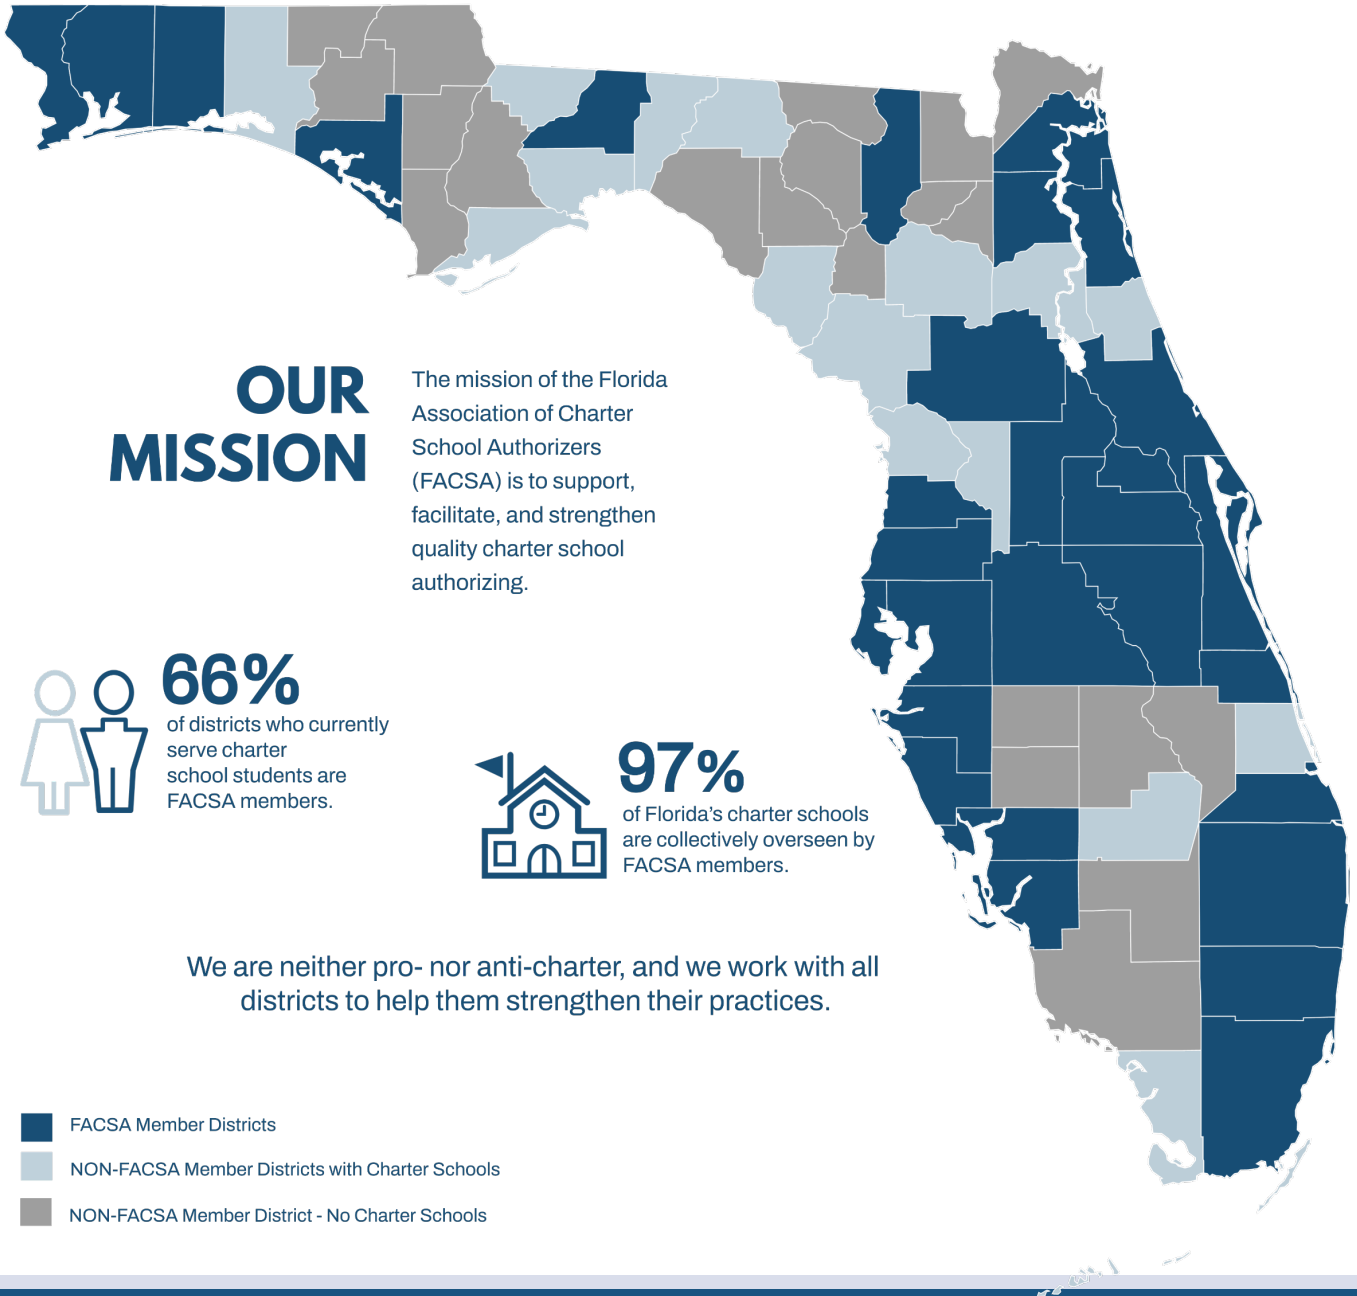 OUR
MISSION
The mission of the Florida
Association of Charter
School Authorizers
(FACSA) is to support,
facilitate, and strengthen
quality charter school
authorizing.
66%
of districts who currently
serve charter
school students are
FACSA members.
97%
of Florida’s charter schools
are collectively overseen by
FACSA members.
We are neither pro- nor anti-charter, and we work with all
districts to help them strengthen their practices.
FACSA Member Districts
NON-FACSA Member Districts with Charter Schools
NON-FACSA Member District - No Charter Schools